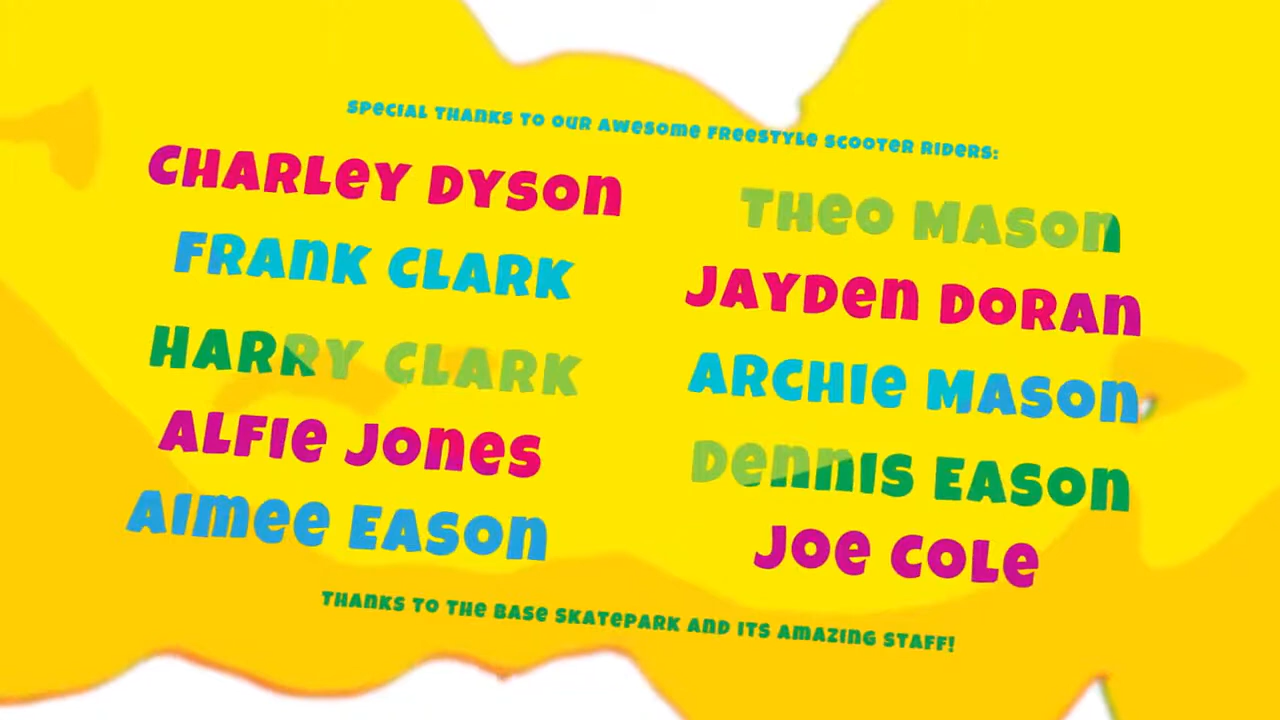 SPECIAL THANKS TO OUR AWESOME FREESTYLE SCOOTER RIDERS:
CHARLEY DYSON
THEO MASON
FRANK CLARK
JAYDEN DORAN
HARRY CLARK
ARCHIE MASON
ALFIE JONES
DENNIS EASON
AIMEE EASON
JOE COLE
THANKS TO THE BASE SKATEPARK AND ITS AMAZING STAFF!